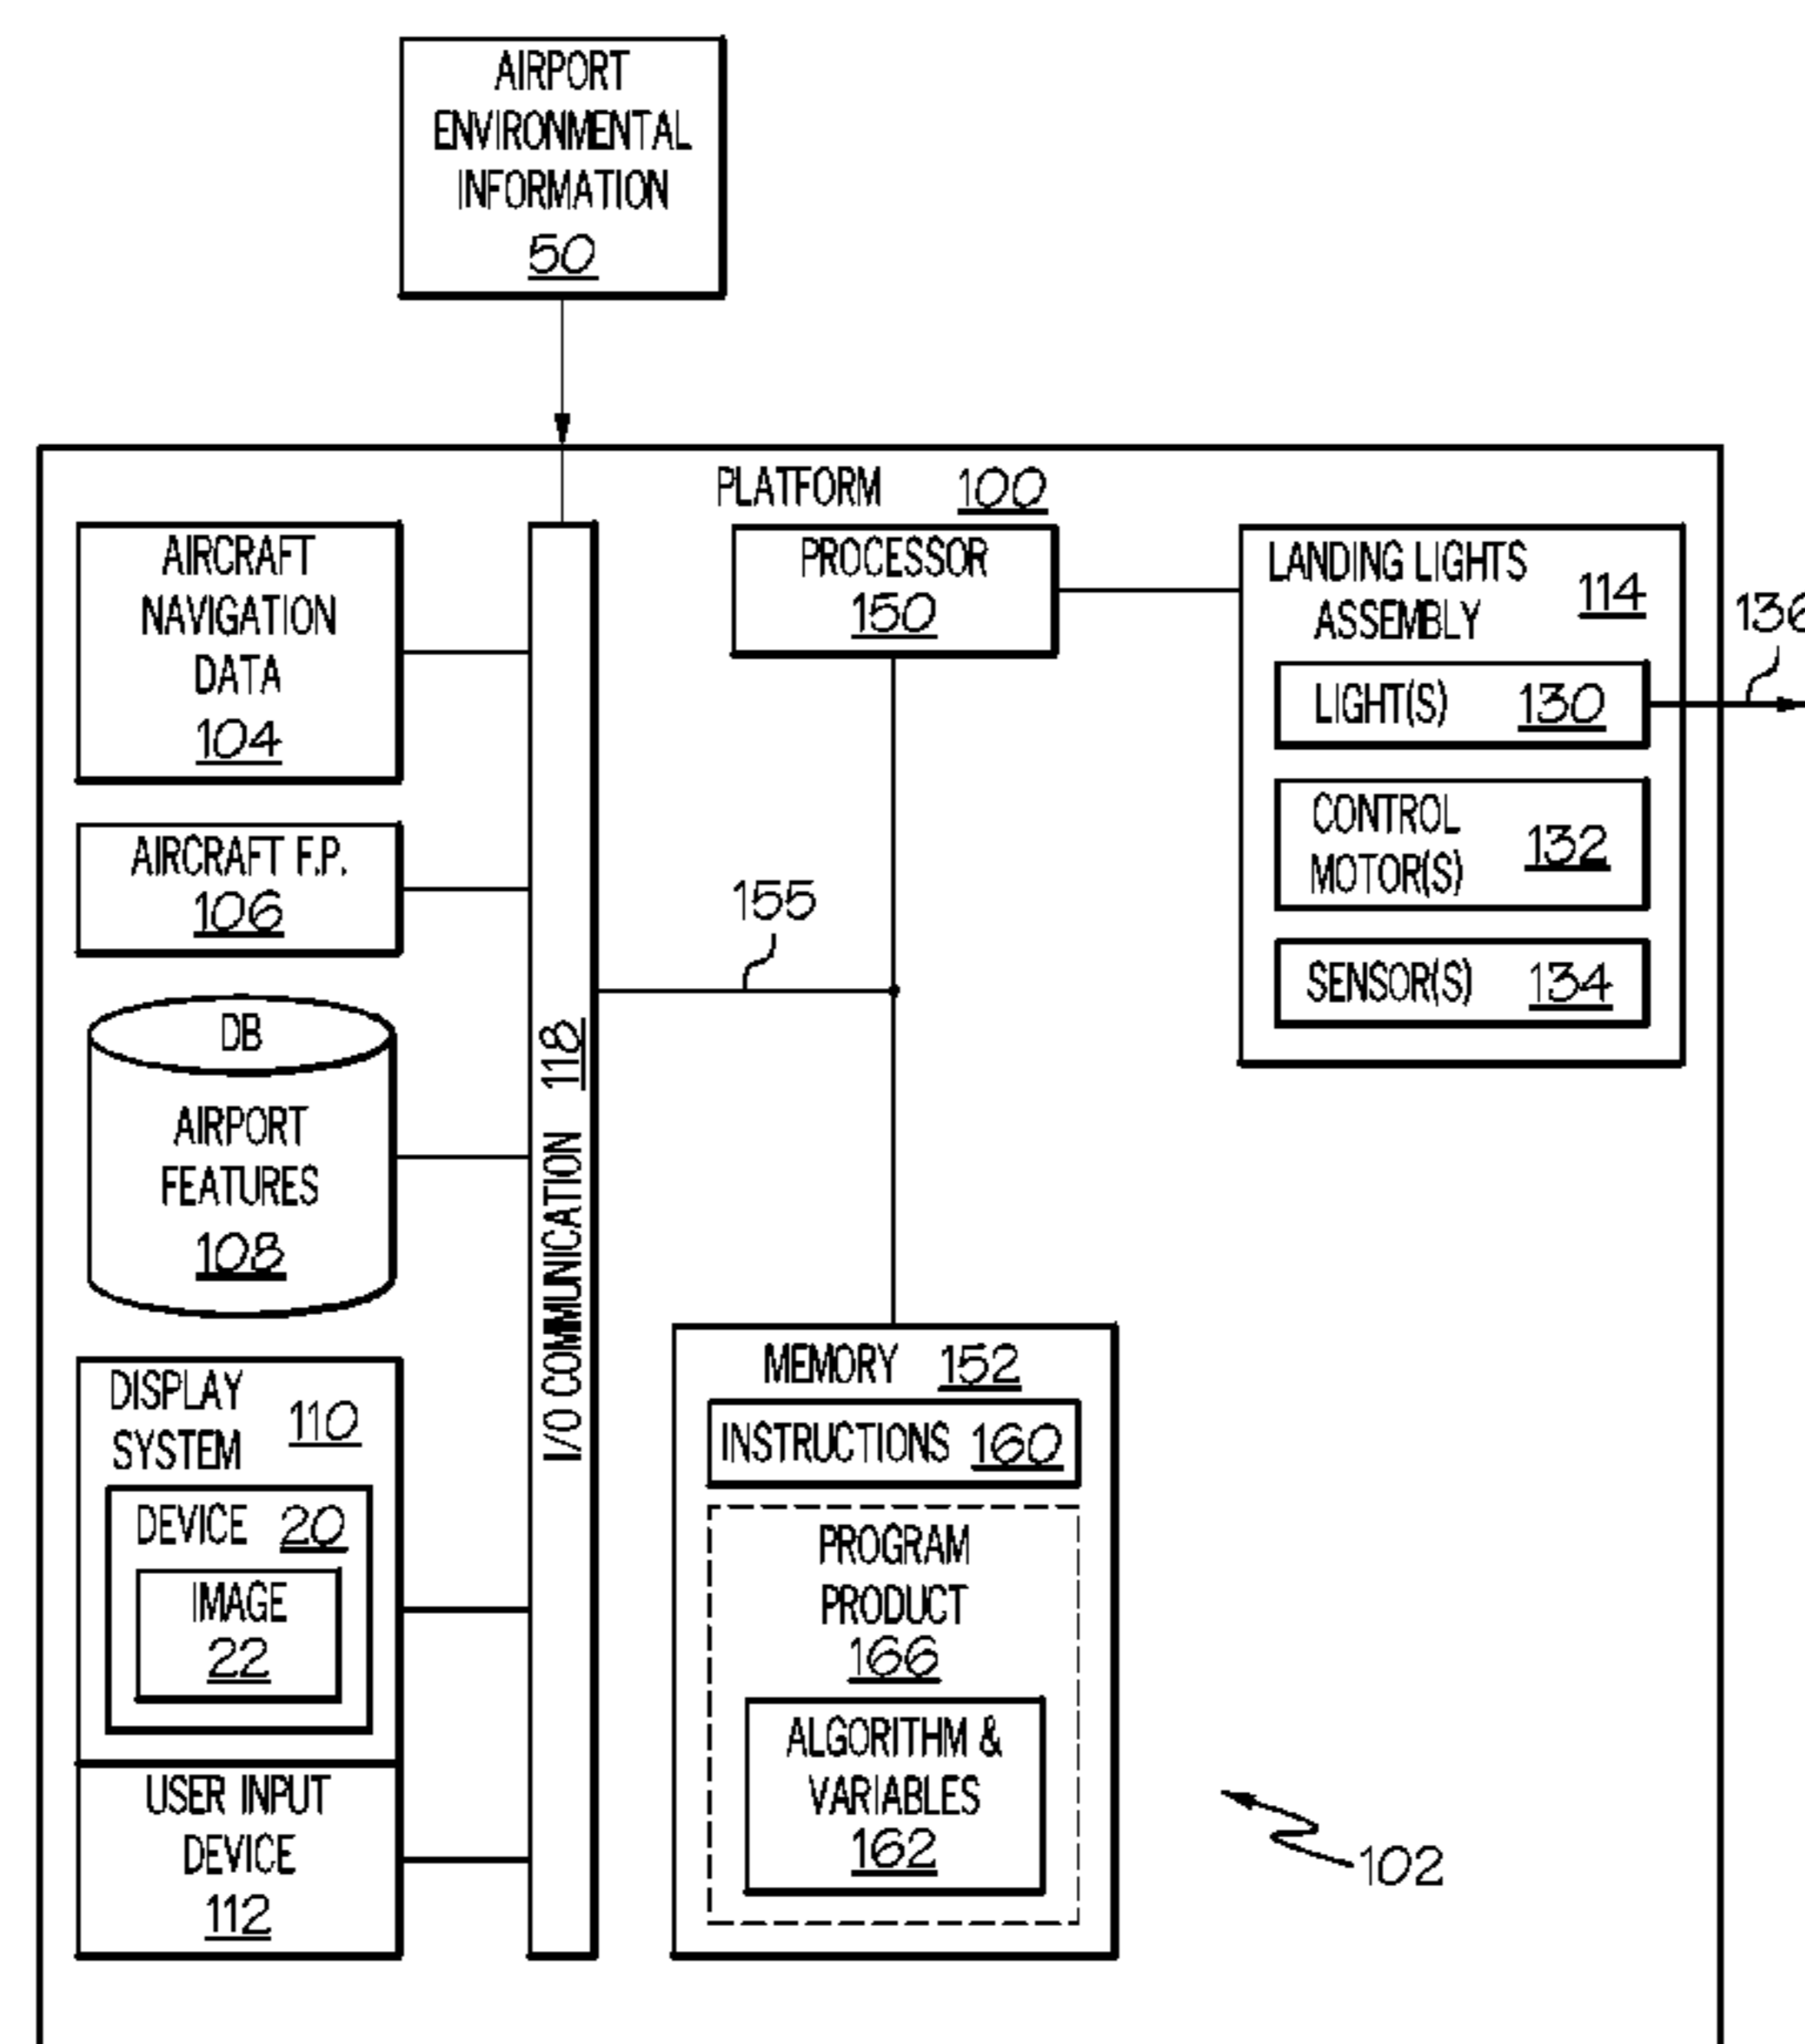 AIRPORT
ENVIRONMENTAL
INFORMATION
50
PLATFORM 100
AIRCRAFT
NAVIGATION
DATA
104
AIRCRAFT F.P.
106
DB
AIRPORT
FEATURES
108
DISPLAY
SYSTEM
110
DEVICE 20
IMAGE
22
USER INPUT
DEVICE
112
I/O COMMUNICATION 118
155
PROCESSOR
150
MEMORY 152
INSTRUCTIONS 160
PROGRAM
PRODUCT
166
ALGORITHM &
VARIABLES
162
LANDING LIGHTS
ASSEMBLY
114
LIGHT(S) 130
CONTROL
MOTOR(S)
132
SENSOR(S) 134
136
102